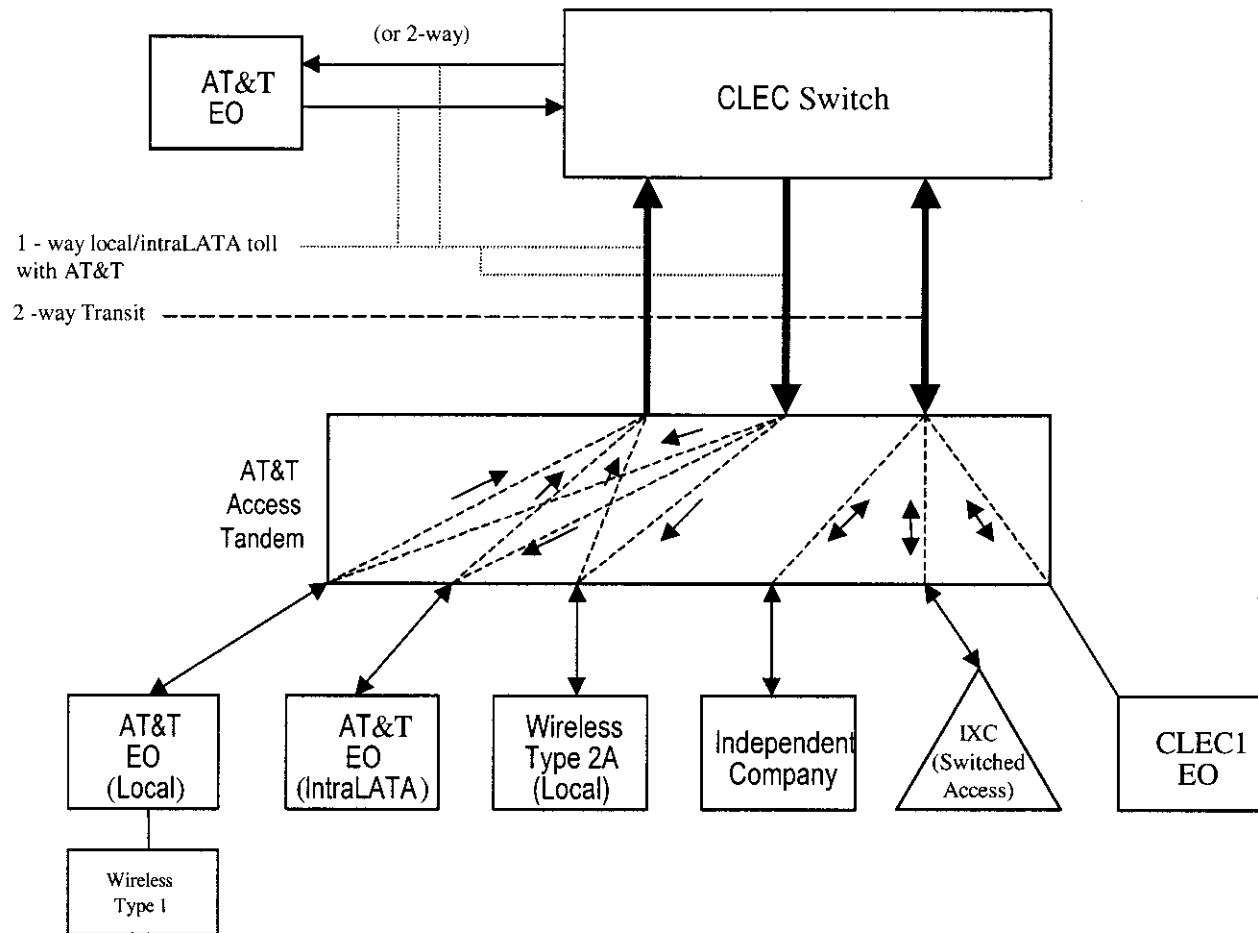 (or 2-way)
AT&T
EO
CLEC Switch
1 - way local/intraLATA toll
with AT&T
2 -way Transit
AT&T
Access
Tandem
AT&T
EO
(Local)
AT&T
EO
(IntraLATA)
Wireless
Type 2A
(Local)
Independent
Company
IXC
(Switched
Access)
CLEC1
EO
Wireless
Type 1